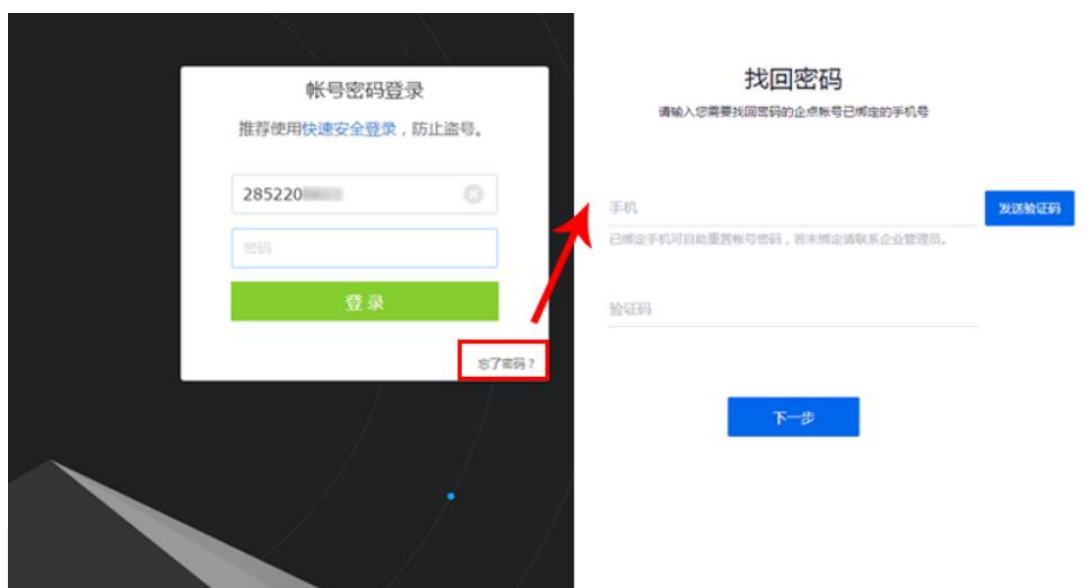 帐号密码登录
推荐使用快速安全登录，防止盗号。
285220
密码
登 录
忘了密码？
找回密码
请输入您需要找回密码的企点帐号已绑定的手机号
手机
发送验证码
已绑定手机可自助重置帐号密码，若未绑定请联系企业管理员。
验证码
下一步